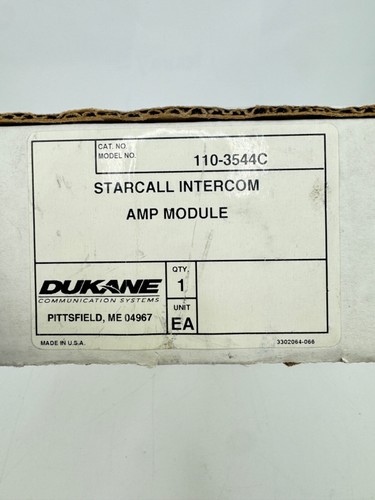 CAT. NO.
MODEL NO. 110-3544C
STARCALL INTERCOM
AMP MODULE
DUKANE
COMMUNICATION SYSTEMS
PITTSFIELD, ME 04967
QTY.
1
UNIT
EA
MADE IN U.S.A. 3302064-066